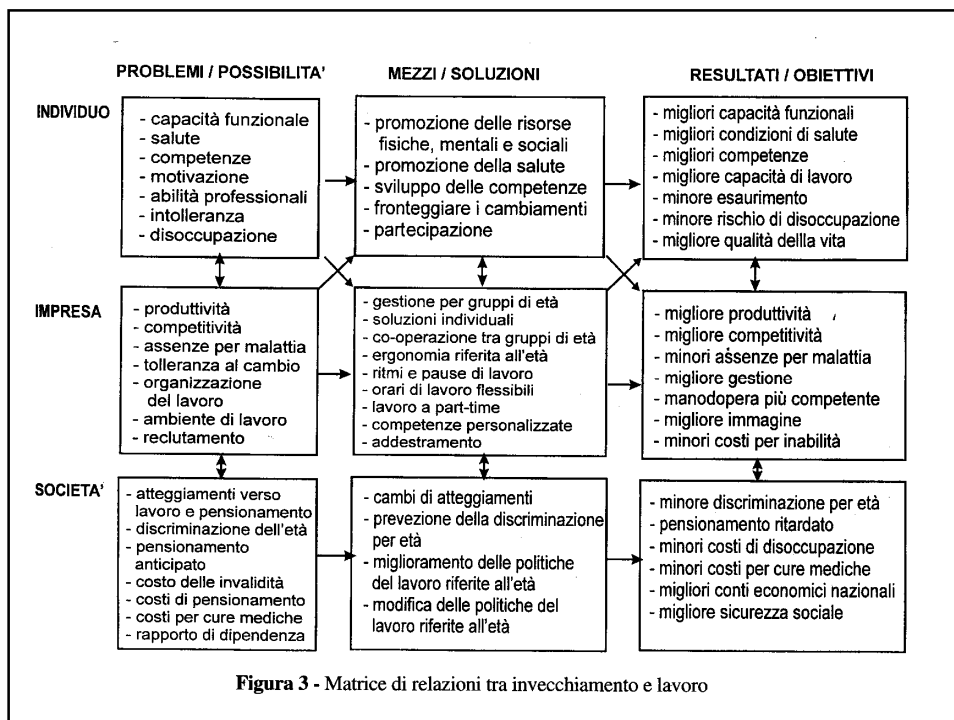 PROBLEMI / POSSIBILITA'
MEZZI / SOLUZIONI
RESULTATI / OBIETTIVI
INDIVIDUO
- capacità funzionale
- salute
- competenze
- motivazione
- abilità professionali
- intolleranza
- disoccupazione
- promozione delle risorse
fisiche, mentali e sociali
- promozione della salute
- sviluppo delle competenze
- fronteggiare i cambiamenti
- partecipazione
- migliori capacità funzionali
- migliori condizioni di salute
- migliori competenze
- migliore capacità di lavoro
- minore esaurimento
- minore rischio di disoccupazione
- migliore qualità dellla vita
IMPRESA
- produttività
- competitività
- assenze per malattia
- tolleranza al cambio
- organizzazione
del lavoro
- ambiente di lavoro
- reclutamento
- gestione per gruppi di età
- soluzioni individuali
- co-operazione tra gruppi di età
- ergonomia riferita all'età
- ritmi e pause di lavoro
- orari di lavoro flessibili
- lavoro a part-time
- competenze personalizzate
- addestramento
- migliore produttività
- migliore competitività
- minori assenze per malattia
- migliore gestione
- manodopera più competente
- migliore immagine
- minori costi per inabilità
SOCIETA'
- atteggiamenti verso
lavoro e pensionamento
- discriminazione dell'età
- pensionamento
anticipato
- costo delle invalidità
- costi di pensionamento
- costi per cure mediche
- rapporto di dipendenza
- cambi di atteggiamenti
- prevezione della discriminazione
per età
- miglioramento delle politiche
del lavoro riferite all'età
- modifica delle politiche del
lavoro riferite all'età
- minore discriminazione per età
- pensionamento ritardato
- minori costi di disoccupazione
- minori costi per cure mediche
- migliori conti economici nazionali
- migliore sicurezza sociale
Figura 3 - Matrice di relazioni tra invecchiamento e lavoro